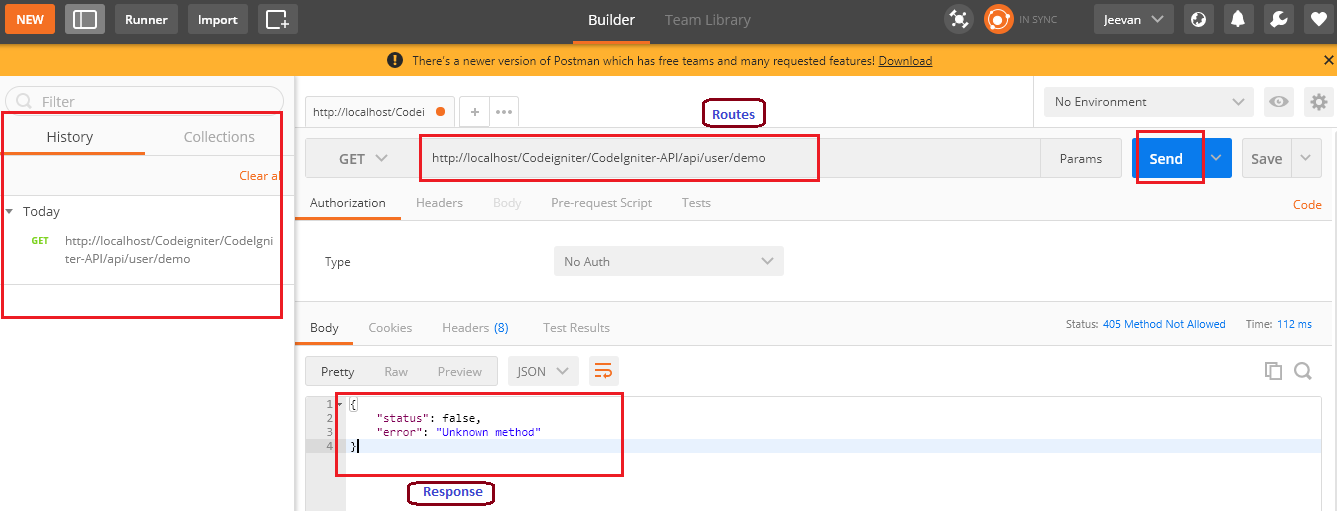 NEW
Runner
Import
Builder
Team Library
IN SYNC
Jeevan
There's a newer version of Postman which has free teams and many requested features! Download
Filter
History
Collections
Clear al
Today
GET
http://localhost/Codeigniter/CodeIgni
ter-API/api/user/demo
http://localhost/Codei
+
Routes
No Environment
GET
http://localhost/Codeigniter/CodeIgniter-API/api/user/demo
Params
Send
Save
Authorization
Headers
Body
Pre-request Script
Tests
Code
Type
No Auth
Body
Cookies
Headers (8)
Test Results
Status: 405 Method Not Allowed
Time: 112 ms
Pretty
Raw
Preview
JSON
1 {
2 "status": false,
3 "error": "Unknown method"
4 }
Response